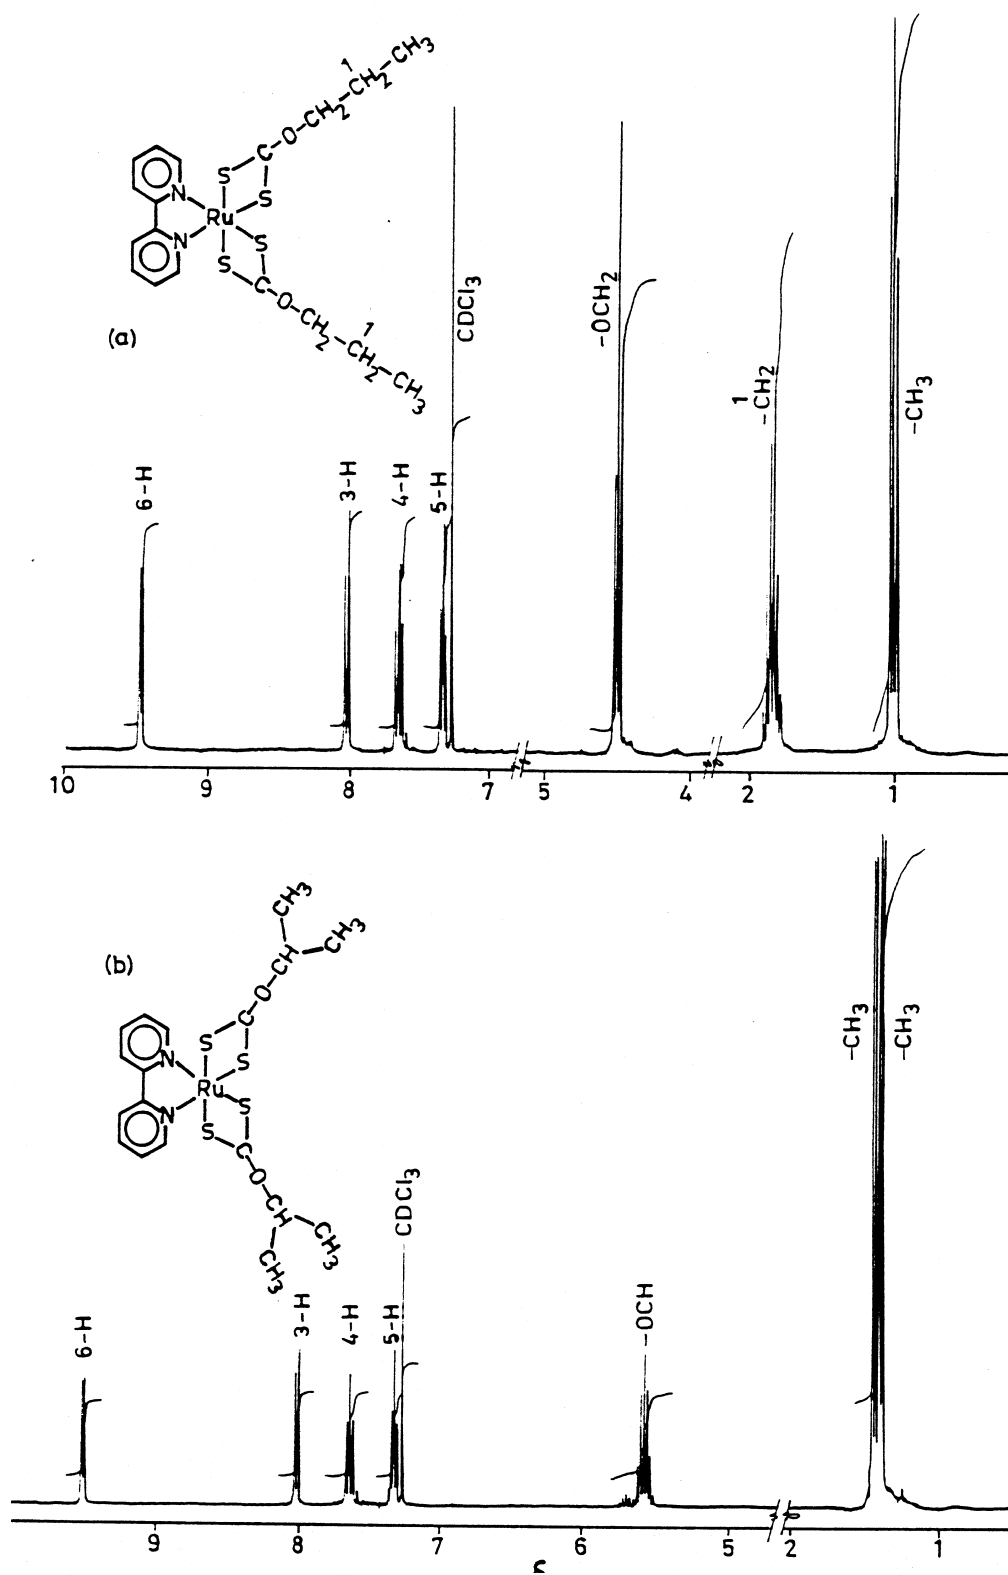 CH3
1
CH2
CH2
O
C
S
S
N
Ru
N
S
S
C
O
CH2
1
CH2
CH3
(a)
CDCl3
-OCH2
1
-CH2
-CH3
6-H
3-H
4-H
5-H
10 9 8 7 5 4 2 1
CH3
CH3
CH
(b)
O
C
S
S
N
Ru
N
S
S
C
O
CH
CH3
CH3
-CH3
-CH3
CDCl3
6-H
3-H
4-H
5-H
-OCH
9 8 7 6 5 2 1
δ